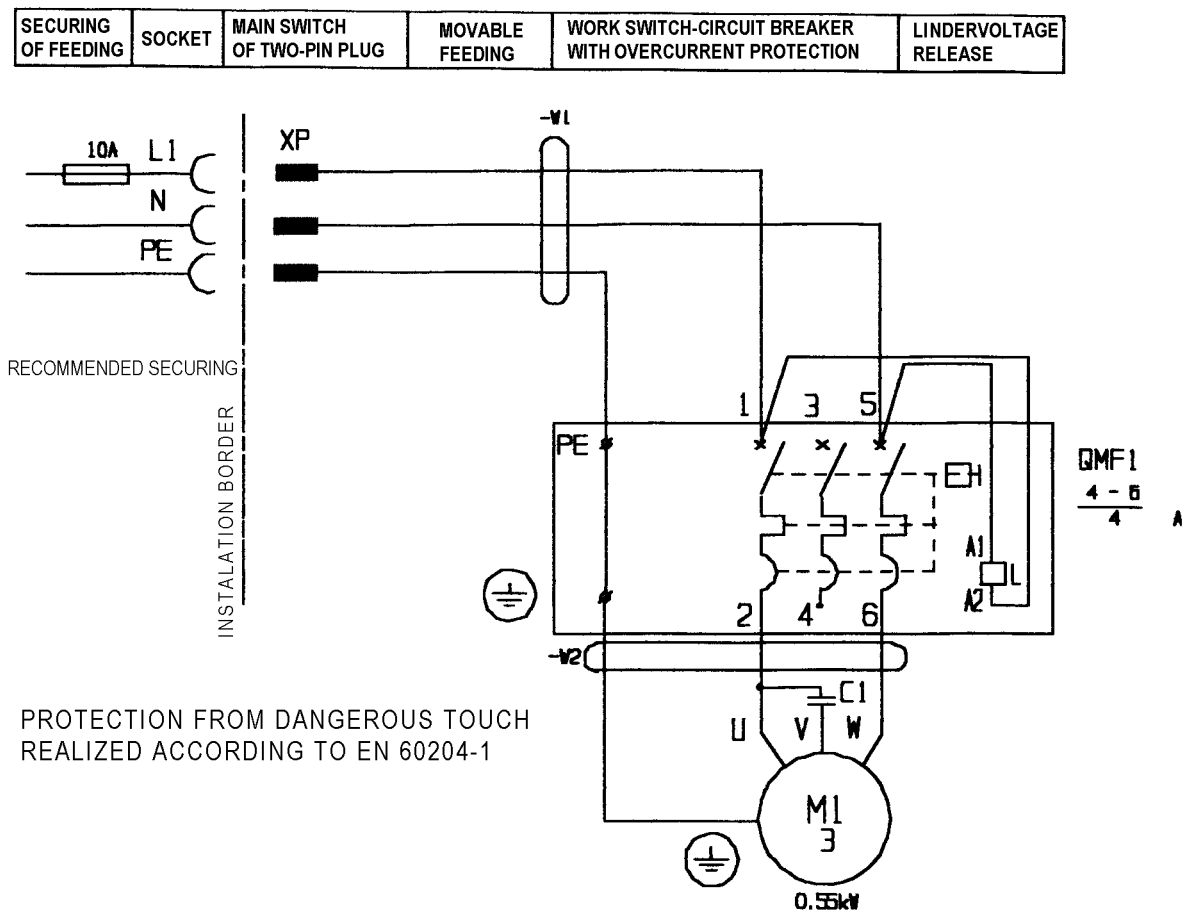 SECURING
OF FEEDING
SOCKET
MAIN SWITCH
OF TWO-PIN PLUG
MOVABLE
FEEDING
WORK SWITCH-CIRCUIT BREAKER
WITH OVERCURRENT PROTECTION
LINDERVOLTAGE
RELEASE
-W1
10A L1 XP
N
PE
RECOMMENDED SECURING
INSTALATION BORDER
1 3 5
PE
QMF1
4 - 6
4 A
A1
L
A2
2 4 6
-W2
C1
U V W
PROTECTION FROM DANGEROUS TOUCH
REALIZED ACCORDING TO EN 60204-1
M1
3
0.55kW